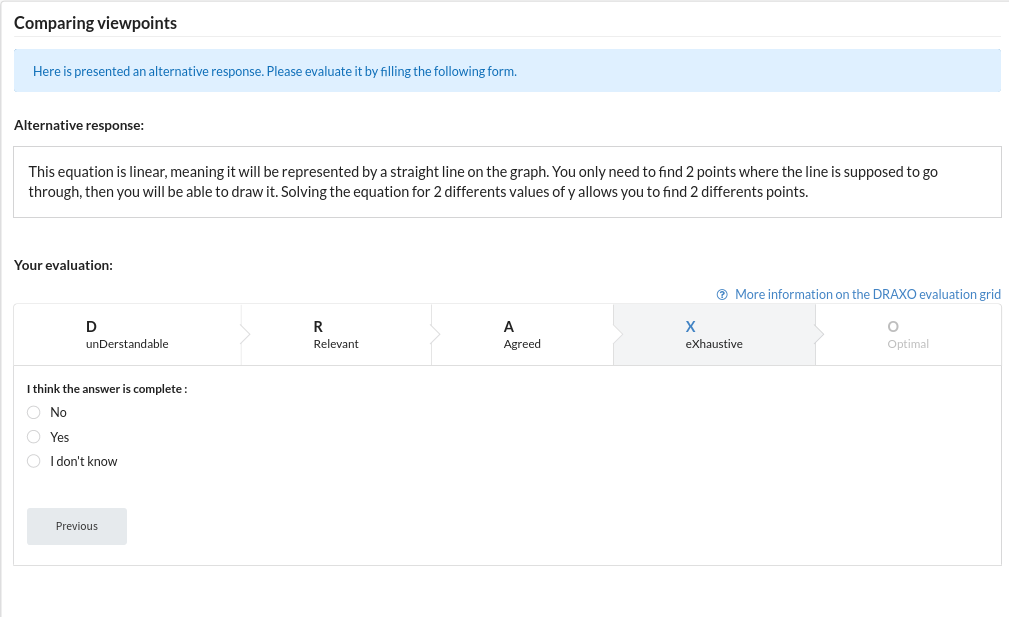 Comparing viewpoints
Here is presented an alternative response. Please evaluate it by filling the following form.
Alternative response:
This equation is linear, meaning it will be represented by a straight line on the graph. You only need to find 2 points where the line is supposed to go
through, then you will be able to draw it. Solving the equation for 2 differents values of y allows you to find 2 differents points.
Your evaluation:
More information on the DRAXO evaluation grid
D
unDerstandable
R
Relevant
A
Agreed
X
eXhaustive
O
Optimal
I think the answer is complete :
No
Yes
I don't know
Previous